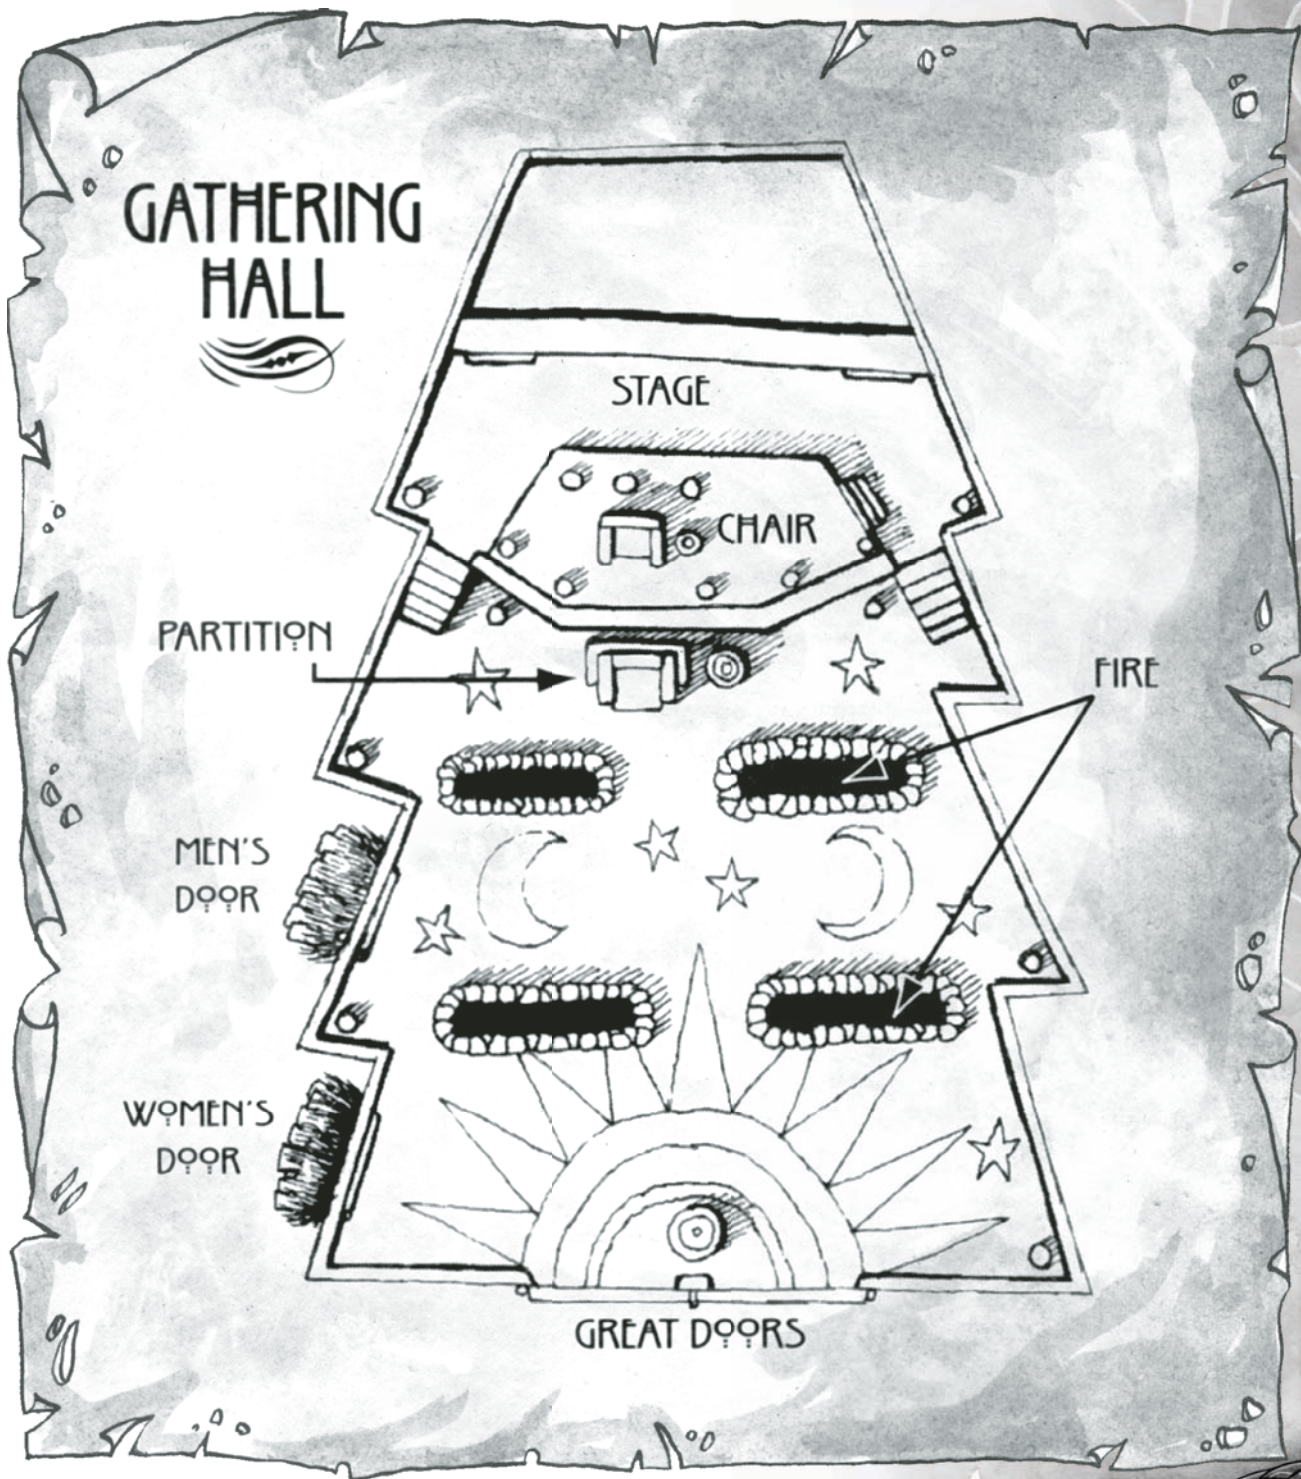 GATHERING
HALL
STAGE
CHAIR
PARTITION
FIRE
MEN'S
DOOR
WOMEN'S
DOOR
GREAT DOORS